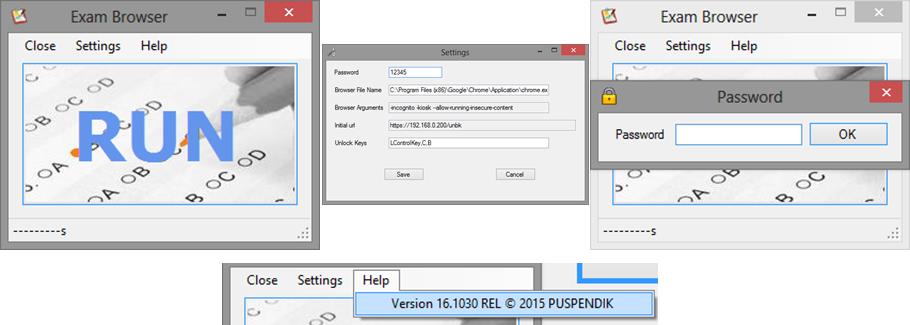 Exam Browser
Close Settings Help
RUN
---------s
Settings
Password 12345
Browser File Name C:\Program Files (x86)\Google\Chrome\Application\chrome.ex
Browser Arguments -incognito -kiosk --allow-running-insecure-content
Initial url https://192.168.0.200/unbk
Unlock Keys LControlKey,C,B
Save Cancel
Exam Browser
Close Settings Help
Password
Password OK
---------s
Close Settings Help
Version 16.1030 REL © 2015 PUSPENDIK